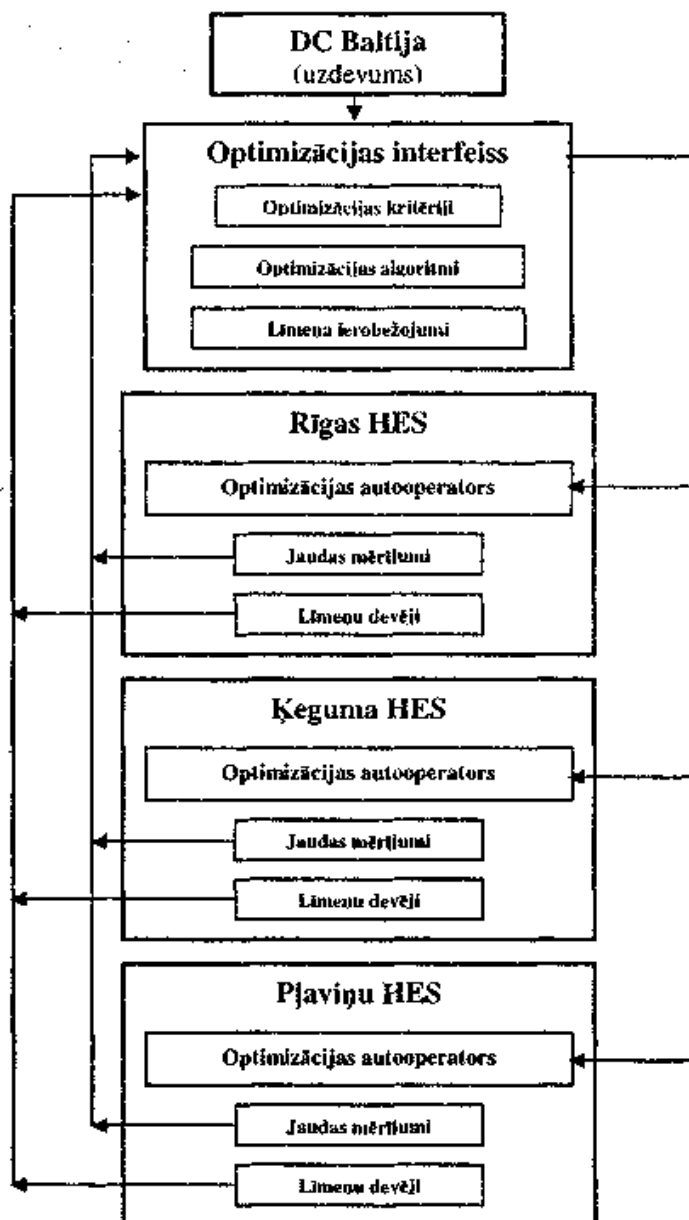 DC Baltija
(uzdevums)
Optimizācijas interfeiss
Optimizācijas kritēriji
Optimizācijas algoritmi
Līmeņa ierobežojumi
Rīgas HES
Optimizācijas autooperators
Jaudas mērījumi
Līmeņu devēji
Ķeguma HES
Optimizācijas autooperators
Jaudas mērījumi
Līmeņu devēji
Pļaviņu HES
Optimizācijas autooperators
Jaudas mērījumi
Līmeņu devēji